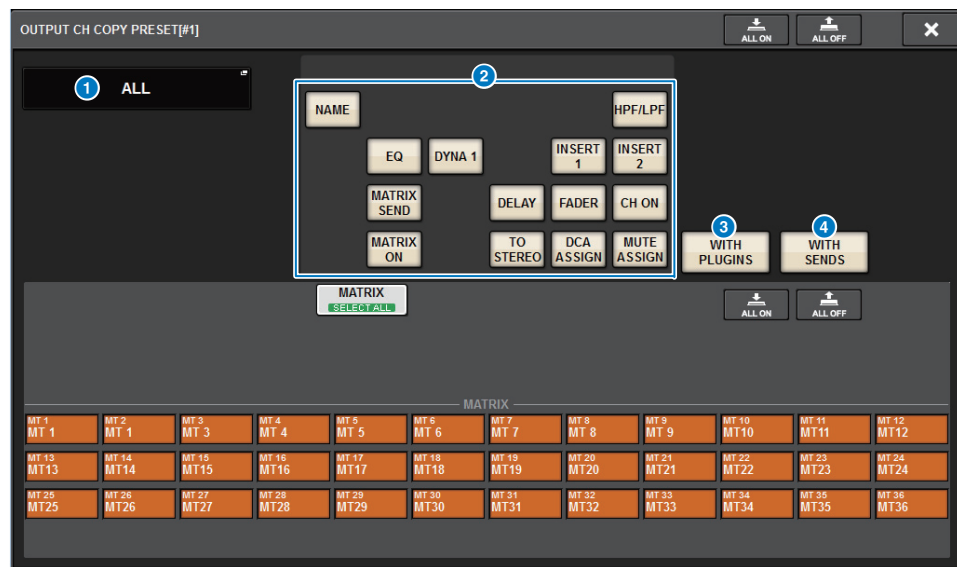 OUTPUT CH COPY PRESET[#1]
ALL ON
ALL OFF
1
ALL
2
NAME
HPF/LPF
EQ
DYNA 1
INSERT
1
INSERT
2
MATRIX
SEND
DELAY
FADER
CH ON
MATRIX
ON
TO
STEREO
DCA
ASSIGN
MUTE
ASSIGN
3
WITH
PLUGINS
4
WITH
SENDS
MATRIX
SELECT ALL
ALL ON
ALL OFF
MATRIX
MT 1
MT 1
MT 2
MT 1
MT 3
MT 3
MT 4
MT 4
MT 5
MT 5
MT 6
MT 6
MT 7
MT 7
MT 8
MT 8
MT 9
MT 9
MT 10
MT10
MT 11
MT11
MT 12
MT12
MT 13
MT13
MT 14
MT14
MT 15
MT15
MT 16
MT16
MT 17
MT17
MT 18
MT18
MT 19
MT19
MT 20
MT20
MT 21
MT21
MT 22
MT22
MT 23
MT23
MT 24
MT24
MT 25
MT25
MT 26
MT26
MT 27
MT27
MT 28
MT28
MT 29
MT29
MT 30
MT30
MT 31
MT31
MT 32
MT32
MT 33
MT33
MT 34
MT34
MT 35
MT35
MT 36
MT36